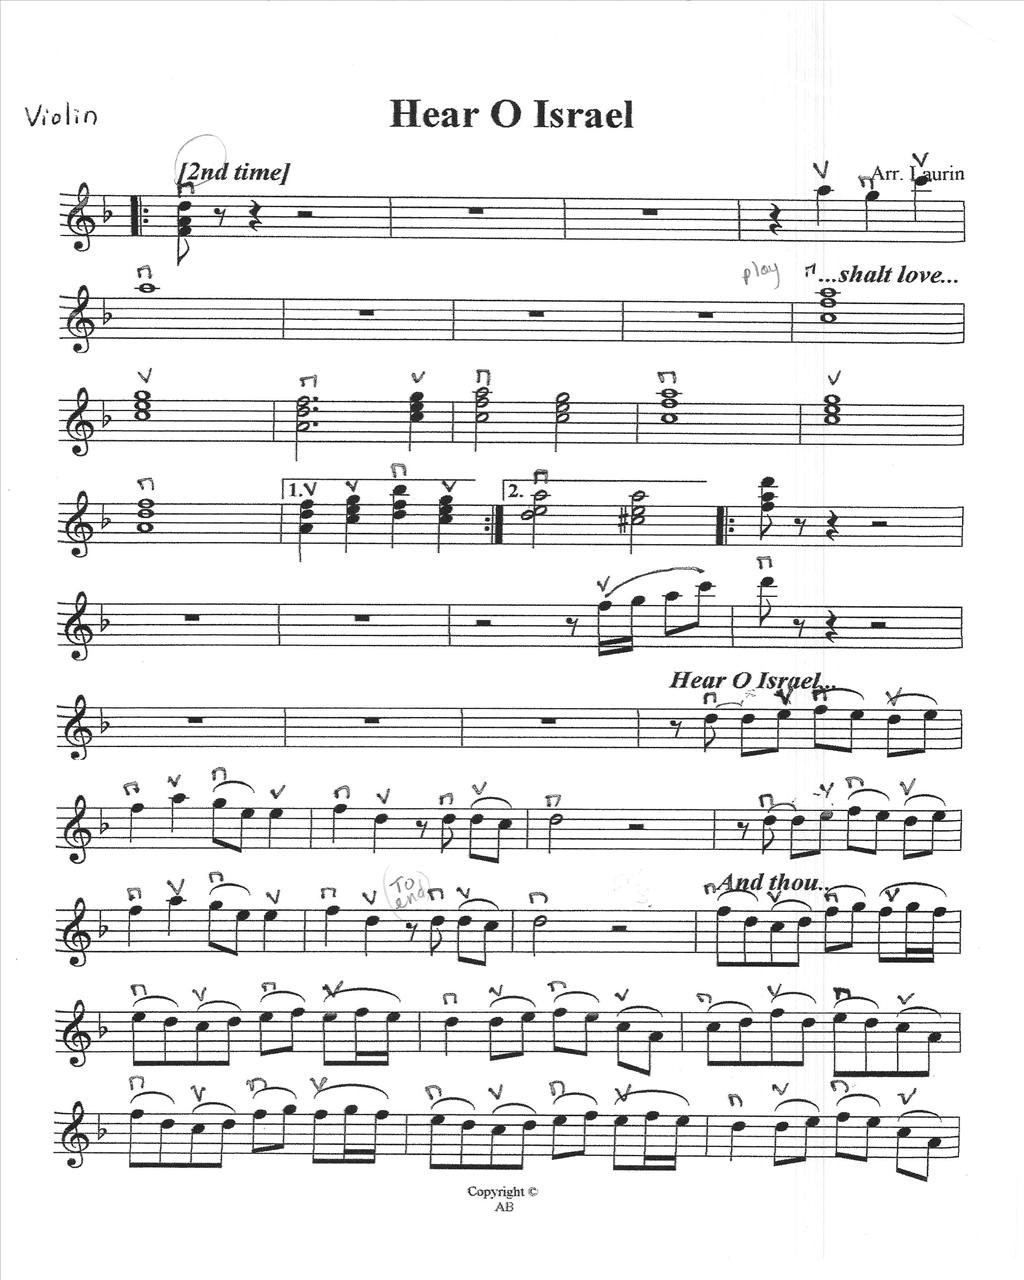 Violin
Hear O Israel
[2nd time]
Arr. Laurin
play
...shalt love...
1.
2.
Hear O Israel...
To
end
And thou..
Copyright ©
AB